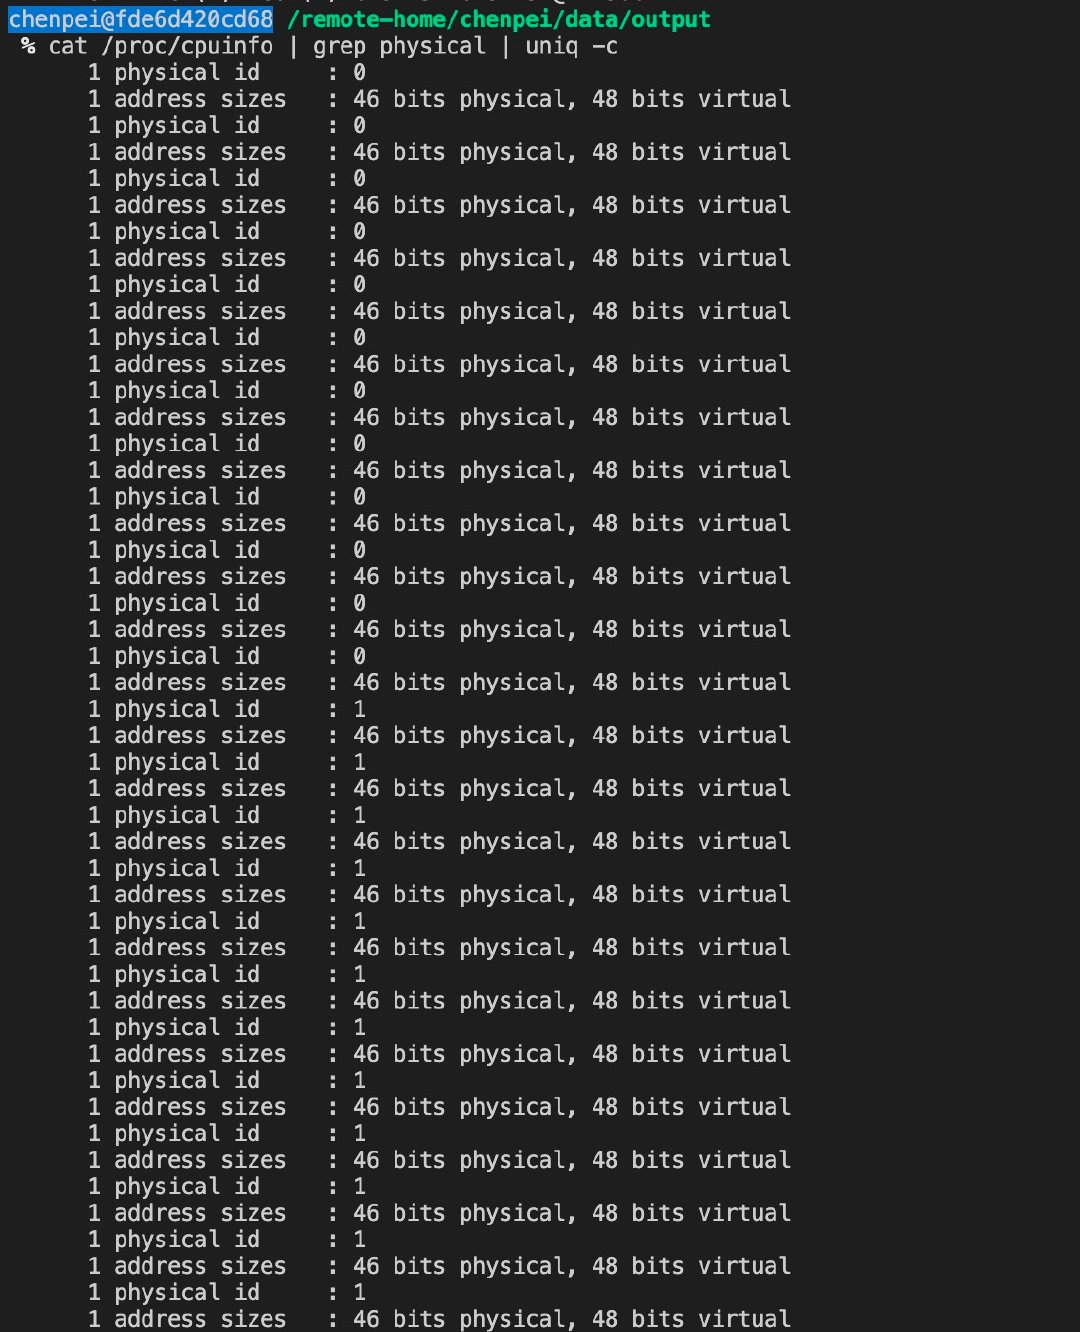 chenpei@fde6d420cd68 /remote-home/chenpei/data/output
% cat /proc/cpuinfo | grep physical | uniq -c
1 physical id : 0
1 address sizes : 46 bits physical, 48 bits virtual
1 physical id : 0
1 address sizes : 46 bits physical, 48 bits virtual
1 physical id : 0
1 address sizes : 46 bits physical, 48 bits virtual
1 physical id : 0
1 address sizes : 46 bits physical, 48 bits virtual
1 physical id : 0
1 address sizes : 46 bits physical, 48 bits virtual
1 physical id : 0
1 address sizes : 46 bits physical, 48 bits virtual
1 physical id : 0
1 address sizes : 46 bits physical, 48 bits virtual
1 physical id : 0
1 address sizes : 46 bits physical, 48 bits virtual
1 physical id : 0
1 address sizes : 46 bits physical, 48 bits virtual
1 physical id : 0
1 address sizes : 46 bits physical, 48 bits virtual
1 physical id : 0
1 address sizes : 46 bits physical, 48 bits virtual
1 physical id : 0
1 address sizes : 46 bits physical, 48 bits virtual
1 physical id : 1
1 address sizes : 46 bits physical, 48 bits virtual
1 physical id : 1
1 address sizes : 46 bits physical, 48 bits virtual
1 physical id : 1
1 address sizes : 46 bits physical, 48 bits virtual
1 physical id : 1
1 address sizes : 46 bits physical, 48 bits virtual
1 physical id : 1
1 address sizes : 46 bits physical, 48 bits virtual
1 physical id : 1
1 address sizes : 46 bits physical, 48 bits virtual
1 physical id : 1
1 address sizes : 46 bits physical, 48 bits virtual
1 physical id : 1
1 address sizes : 46 bits physical, 48 bits virtual
1 physical id : 1
1 address sizes : 46 bits physical, 48 bits virtual
1 physical id : 1
1 address sizes : 46 bits physical, 48 bits virtual
1 physical id : 1
1 address sizes : 46 bits physical, 48 bits virtual
1 physical id : 1
1 address sizes : 46 bits physical, 48 bits virtual